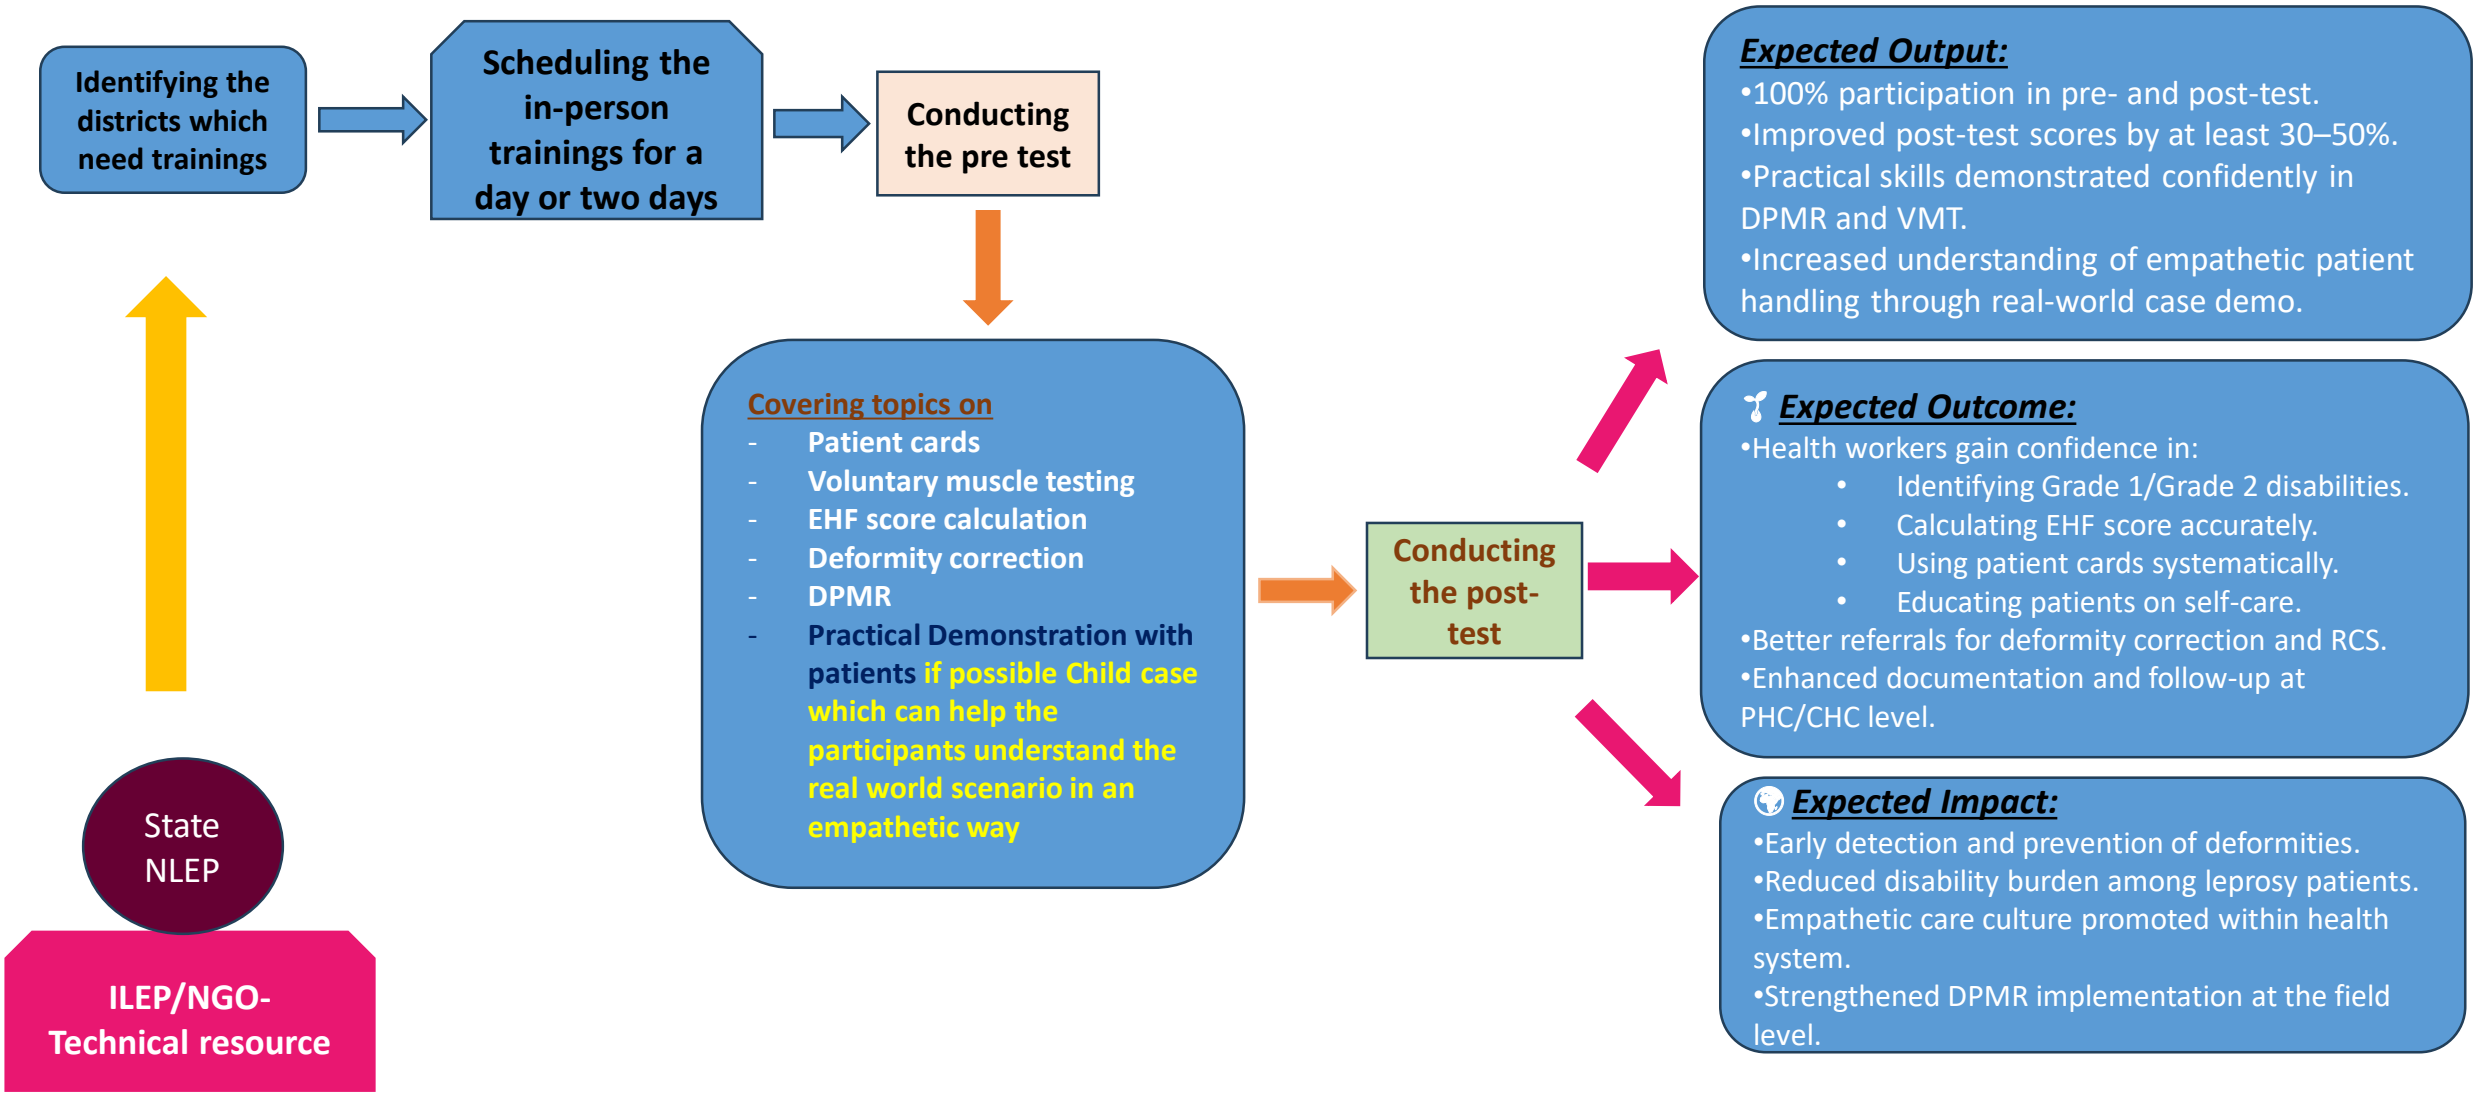 Identifying the
districts which
need trainings
Scheduling the
in-person
trainings for a
day or two days
Conducting
the pre test
Covering topics on
- Patient cards
- Voluntary muscle testing
- EHF score calculation
- Deformity correction
- DPMR
- Practical Demonstration with
patients if possible Child case
which can help the
participants understand the
real world scenario in an
empathetic way
Conducting
the post-
test
Expected Output:
•100% participation in pre- and post-test.
•Improved post-test scores by at least 30–50%.
•Practical skills demonstrated confidently in
DPMR and VMT.
•Increased understanding of empathetic patient
handling through real-world case demo.
Expected Outcome:
•Health workers gain confidence in:
• Identifying Grade 1/Grade 2 disabilities.
• Calculating EHF score accurately.
• Using patient cards systematically.
• Educating patients on self-care.
•Better referrals for deformity correction and RCS.
•Enhanced documentation and follow-up at
PHC/CHC level.
Expected Impact:
•Early detection and prevention of deformities.
•Reduced disability burden among leprosy patients.
•Empathetic care culture promoted within health
system.
•Strengthened DPMR implementation at the field
level.
State
NLEP
ILEP/NGO-
Technical resource